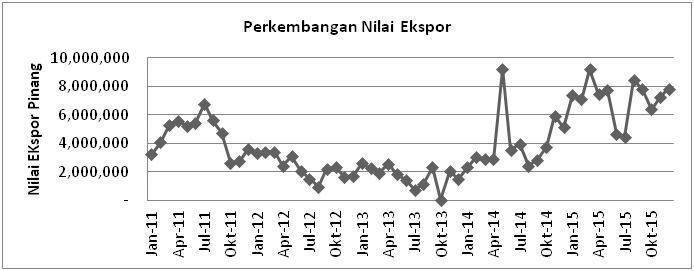 Perkembangan Nilai Ekspor
Nilai EKspor Pinang
10,000,000
8,000,000
6,000,000
4,000,000
2,000,000
-
Jan-11
Apr-11
Jul-11
Okt-11
Jan-12
Apr-12
Jul-12
Okt-12
Jan-13
Apr-13
Jul-13
Okt-13
Jan-14
Apr-14
Jul-14
Okt-14
Jan-15
Apr-15
Jul-15
Okt-15